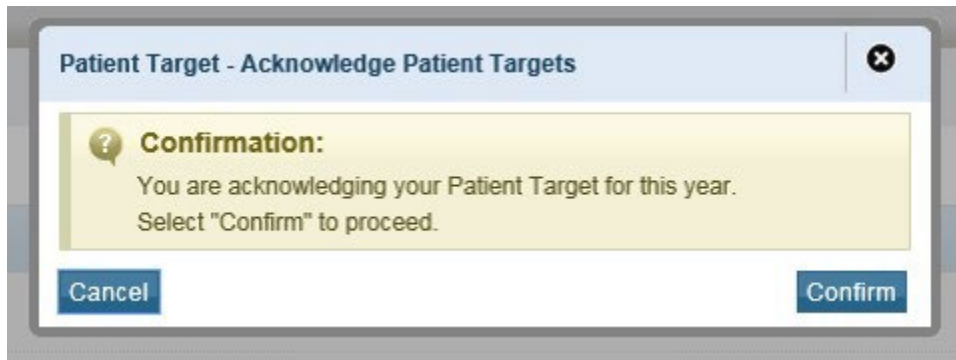 Patient Target - Acknowledge Patient Targets
Confirmation:
You are acknowledging your Patient Target for this year.
Select "Confirm" to proceed.
Cancel
Confirm